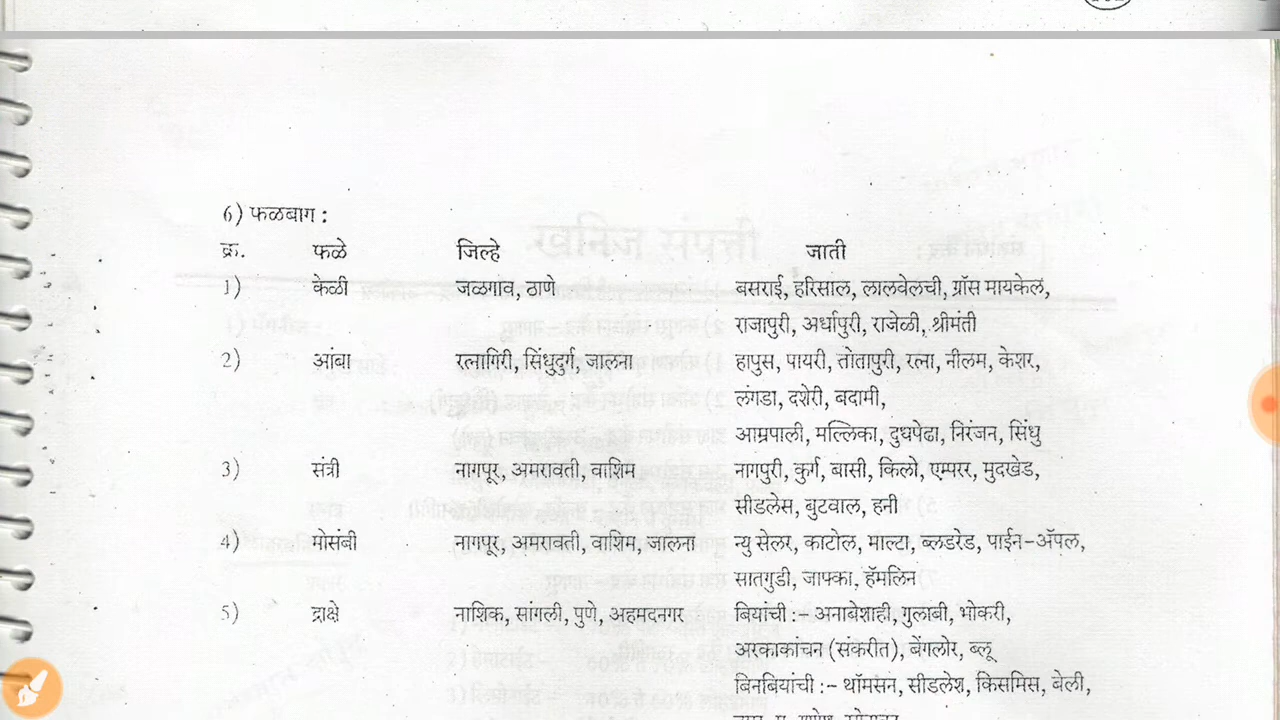 6) फळबाग :
क्र. फळे जिल्हे जाती
1) केळी जळगांव, ठाणे बसराई, हरिसाल, लालवेलची, ग्रॉस मायकेल,
राजापुरी, अर्धापुरी, राजेळी, श्रीमंती
2) आंबा रत्नागिरी, सिंधुदुर्ग, जालना हापुस, पायरी, तोतापुरी, रत्ना, नीलम, केशर,
लंगडा, दशेरी, बदामी,
आम्रपाली, मल्लिका, दुधपेढा, निरंजन, सिंधु
3) संत्री नागपूर, अमरावती, वाशिम नागपुरी, कुर्ग, बासी, किलो, एम्परर, मुदखेड,
सीडलेस, बुटवाल, हनी
4) मोसंबी नागपूर, अमरावती, वाशिम, जालना न्यु सेलर, काटोल, माल्टा, ब्लडरेड, पाईन-ॲपल,
सातगुडी, जाफ्का, हॅमलिन
5) द्राक्षे नाशिक, सांगली, पुणे, अहमदनगर बियांची :- अनाबेशाही, गुलाबी, भोकरी,
अरकाकांचन (संकरीत), बेंगलोर, ब्लू
बिनबियांची :- थॉमसन, सीडलेश, किसमिस, बेली,